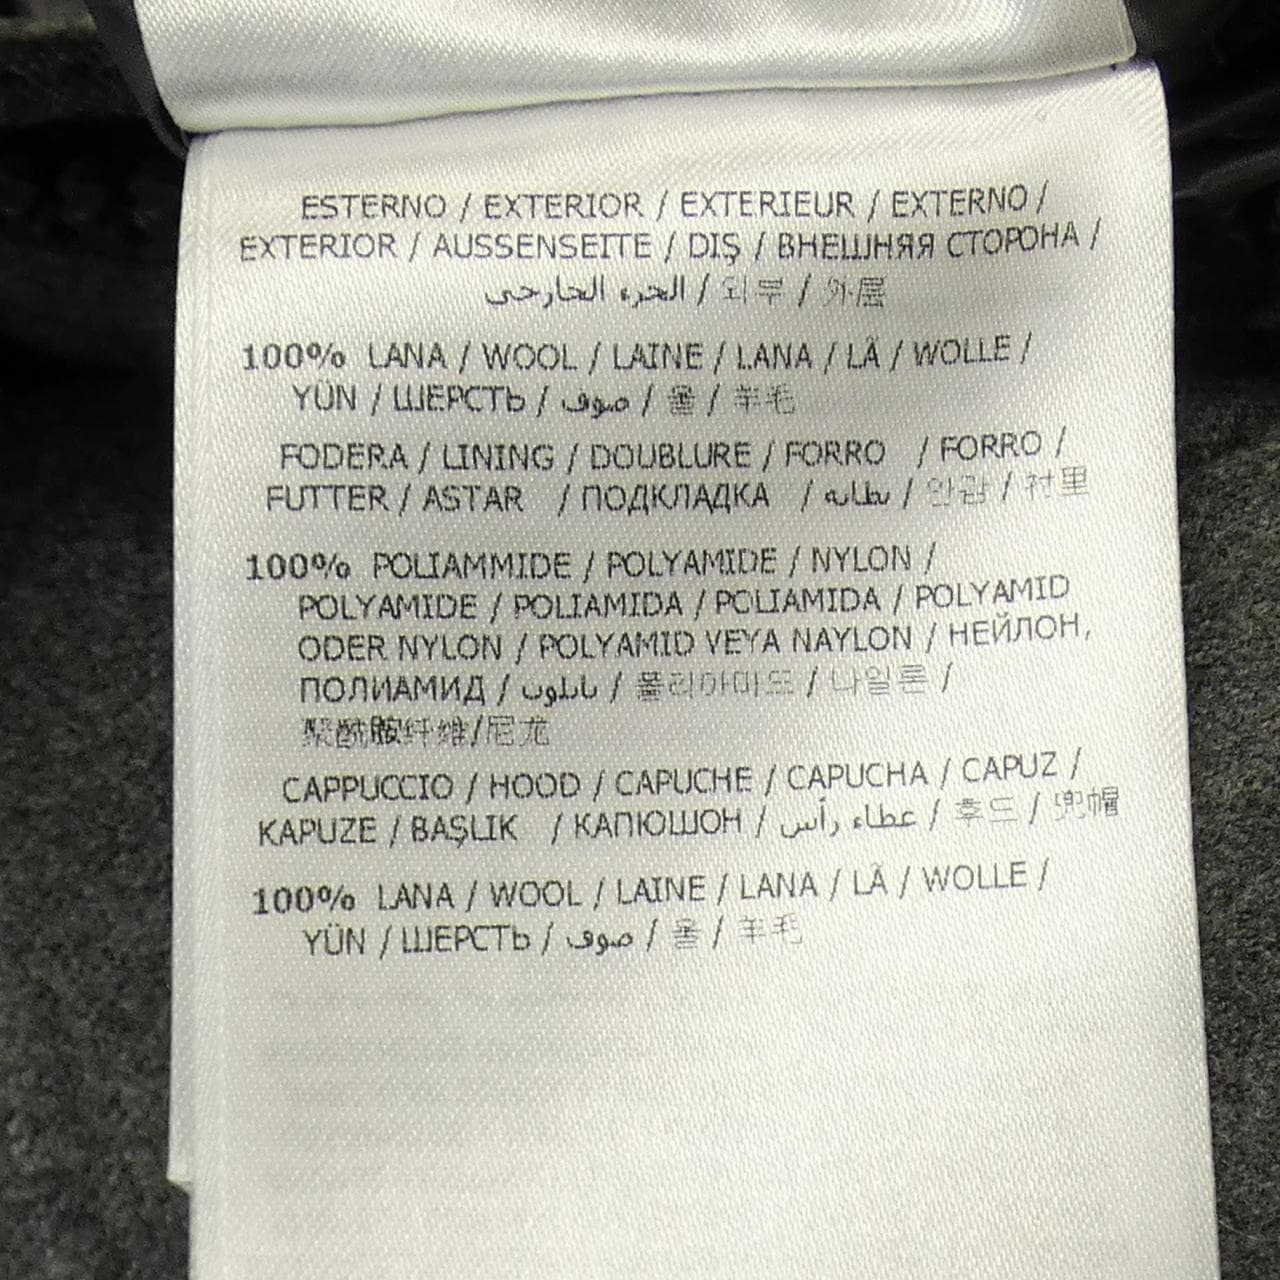 ESTERNO / EXTERIOR / EXTERIEUR / EXTERNO /
EXTERIOR / AUSSENSEITE / DIŞ / ВНЕШНЯЯ СТОРОНА /
الجزء الخارجي / 외부 / 外层
100% LANA / WOOL / LAINE / LANA / LÃ / WOLLE /
YÜN / ШЕРСТЬ / صوف / 울 / 羊毛
FODERA / LINING / DOUBLURE / FORRO / FORRO /
FUTTER / ASTAR / ПОДКЛАДКА / بطانه / 안감 / 衬里
100% POLIAMMIDE / POLYAMIDE / NYLON /
POLYAMIDE / POLIAMIDA / POLIAMIDA / POLYAMID
ODER NYLON / POLYAMID VEYA NAYLON / НЕЙЛОН,
ПОЛИАМИД / نايلون / 폴리아미드 / 나일론 /
聚酰胺纤维/尼龙
CAPPUCCIO / HOOD / CAPUCHE / CAPUCHA / CAPUZ /
KAPUZE / BAŞLIK / КАПЮШОН / غطاء رأس / 후드 / 兜帽
100% LANA / WOOL / LAINE / LANA / LÃ / WOLLE /
YÜN / ШЕРСТЬ / صوف / 울 / 羊毛